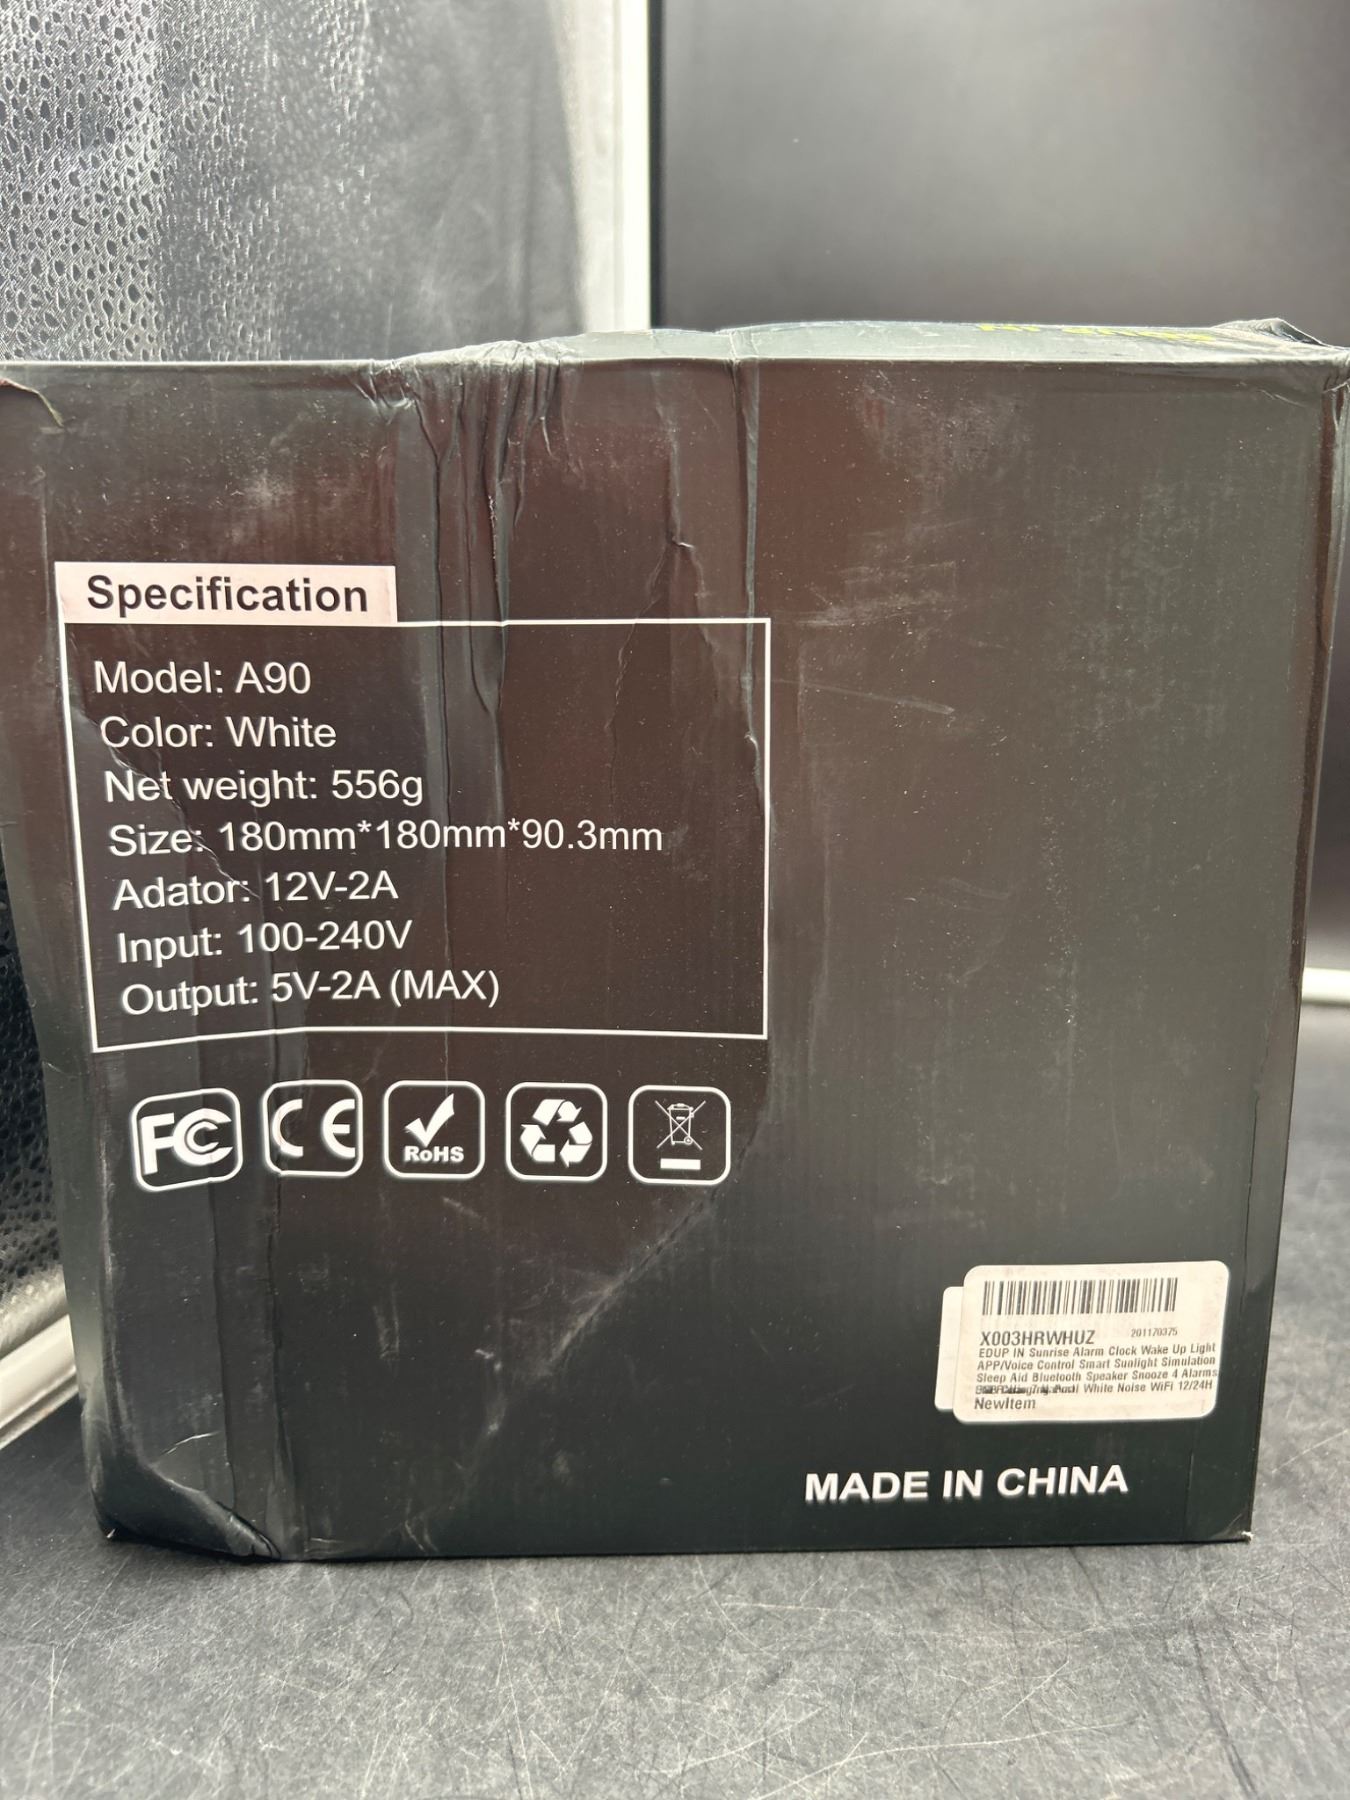 Specification
Model: A90
Color: White
Net weight: 556g
Size: 180mm*180mm*90.3mm
Adator: 12V-2A
Input: 100-240V
Output: 5V-2A (MAX)
FC CE RoHS
X003HRWHUZ 201170375
EDUP IN Sunrise Alarm Clock Wake Up Light
APP/Voice Control Smart Sunlight Simulation
Sleep Aid Bluetooth Speaker Snooze 4 Alarms
White Noise WiFi 12/24H
NewItem
MADE IN CHINA